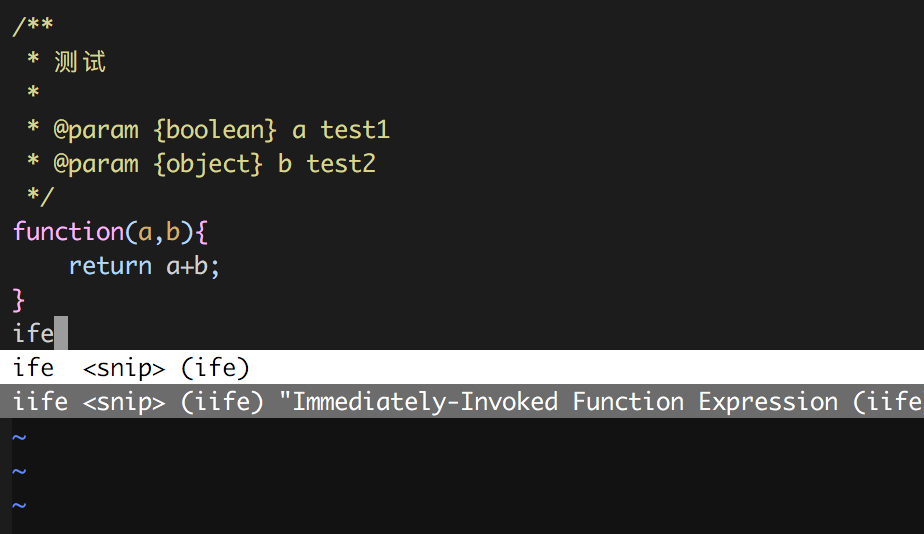 /**
 * 测试
 *
 * @param {boolean} a test1
 * @param {object} b test2
 */
function(a,b){
    return a+b;
}
ife
ife  <snip> (ife)
iife <snip> (iife) "Immediately-Invoked Function Expression (iife
~
~
~